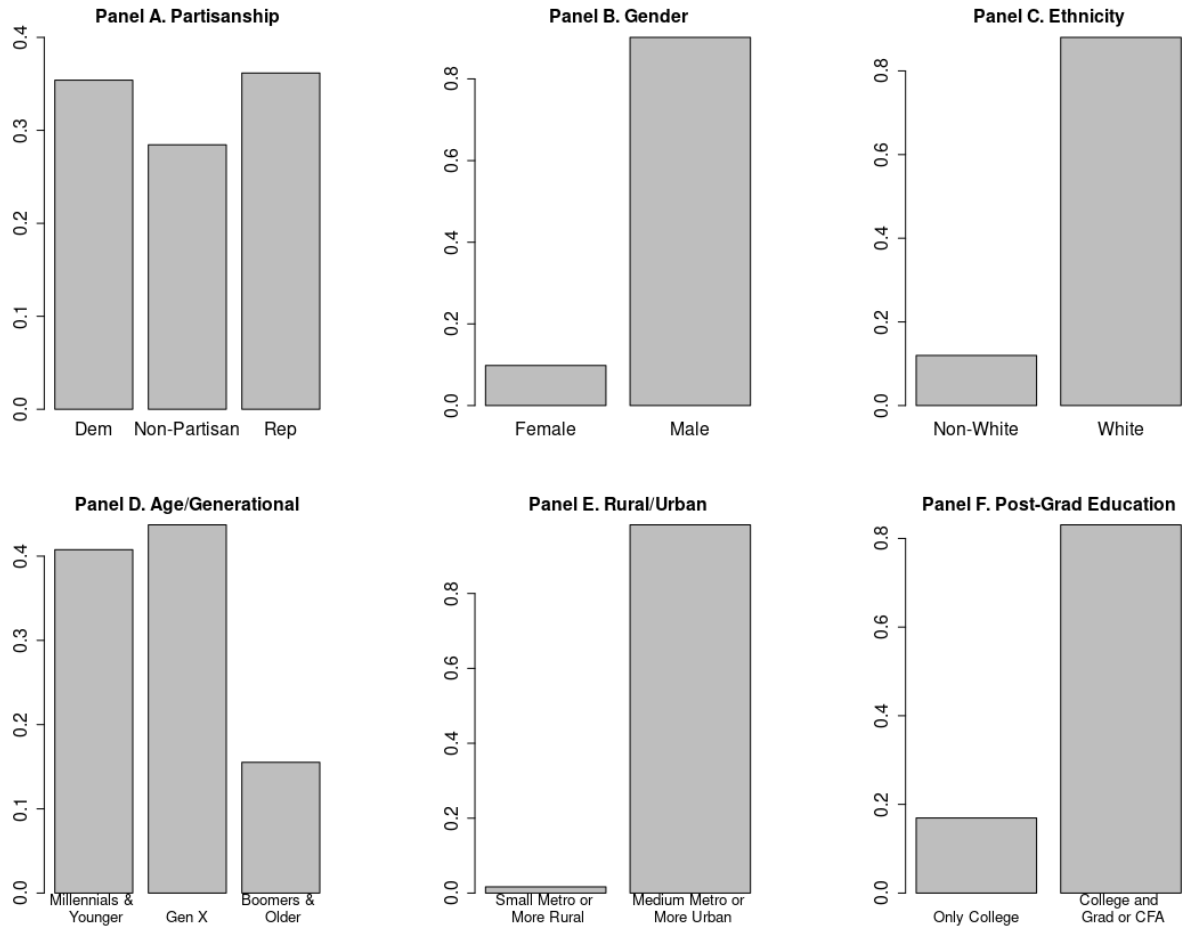 Panel A. Partisanship
0.4
0.3
0.2
0.1
0.0
Dem Non-Partisan Rep
Panel B. Gender
0.8
0.6
0.4
0.2
0.0
Female Male
Panel C. Ethnicity
0.8
0.6
0.4
0.2
0.0
Non-White White
Panel D. Age/Generational
0.4
0.3
0.2
0.1
0.0
Millennials &
Younger
Gen X
Boomers &
Older
Panel E. Rural/Urban
0.8
0.6
0.4
0.2
0.0
Small Metro or
More Rural
Medium Metro or
More Urban
Panel F. Post-Grad Education
0.8
0.6
0.4
0.2
0.0
Only College
College and
Grad or CFA